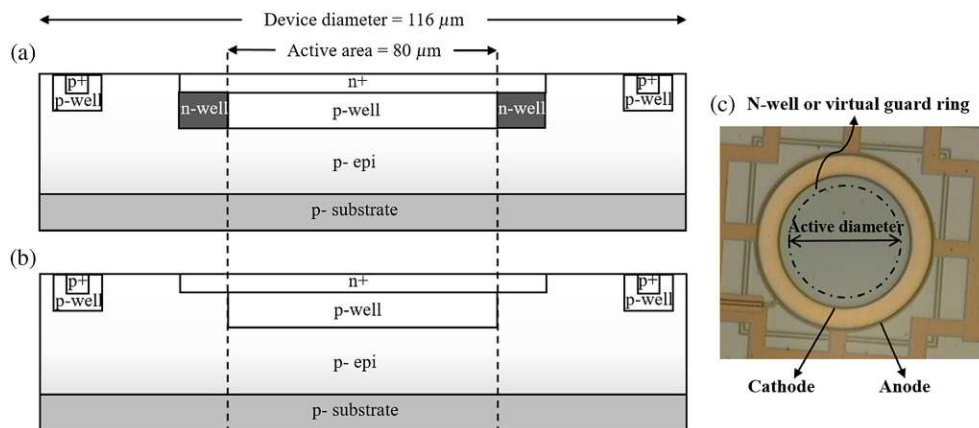 Device diameter = 116 µm
(a)
Active area = 80 µm
p+
p-well
n+
n-well
p-well
n-well
p+
p-well
p- epi
p- substrate
(b)
p+
p-well
n+
p-well
p+
p-well
p- epi
p- substrate
(c)
N-well or virtual guard ring
Active diameter
Cathode
Anode